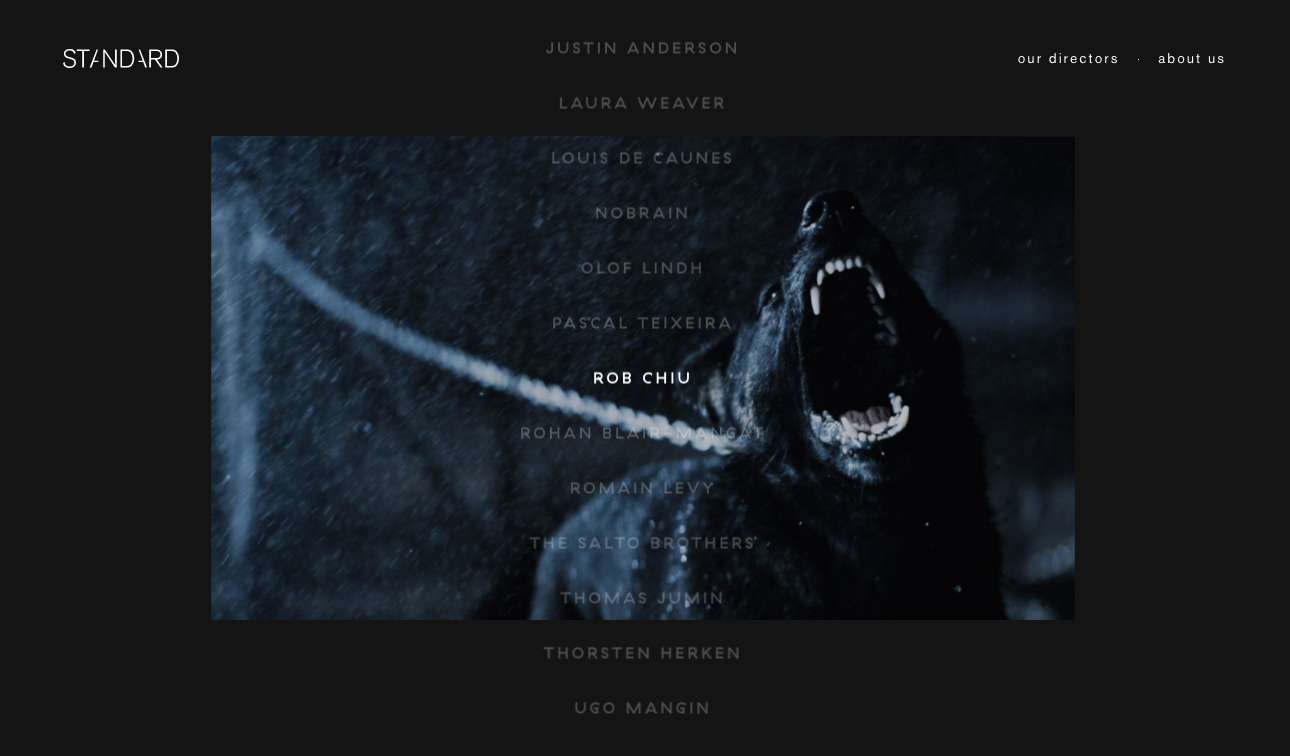 STANDARD
our directors · about us
JUSTIN ANDERSON
LAURA WEAVER
LOUIS DE CAUNES
NOBRAIN
OLOF LINDH
PASCAL TEIXEIRA
ROB CHIU
ROHAN BLAIR-MANGAT
ROMAIN LEVY
THE SALTO BROTHERS
THOMAS JUMIN
THORSTEN HERKEN
UGO MANGIN